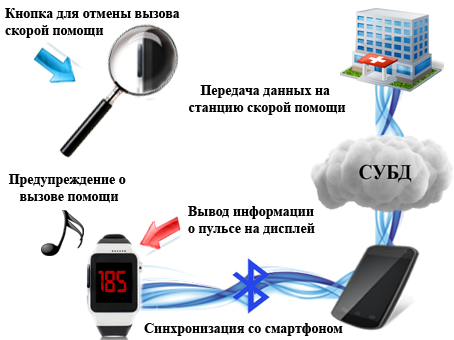 Кнопка для отмены вызова
скорой помощи
Передача данных на
станцию скорой помощи
СУБД
Предупреждение о
вызове помощи
Вывод информации
о пульсе на дисплей
185
Синхронизация со смартфоном